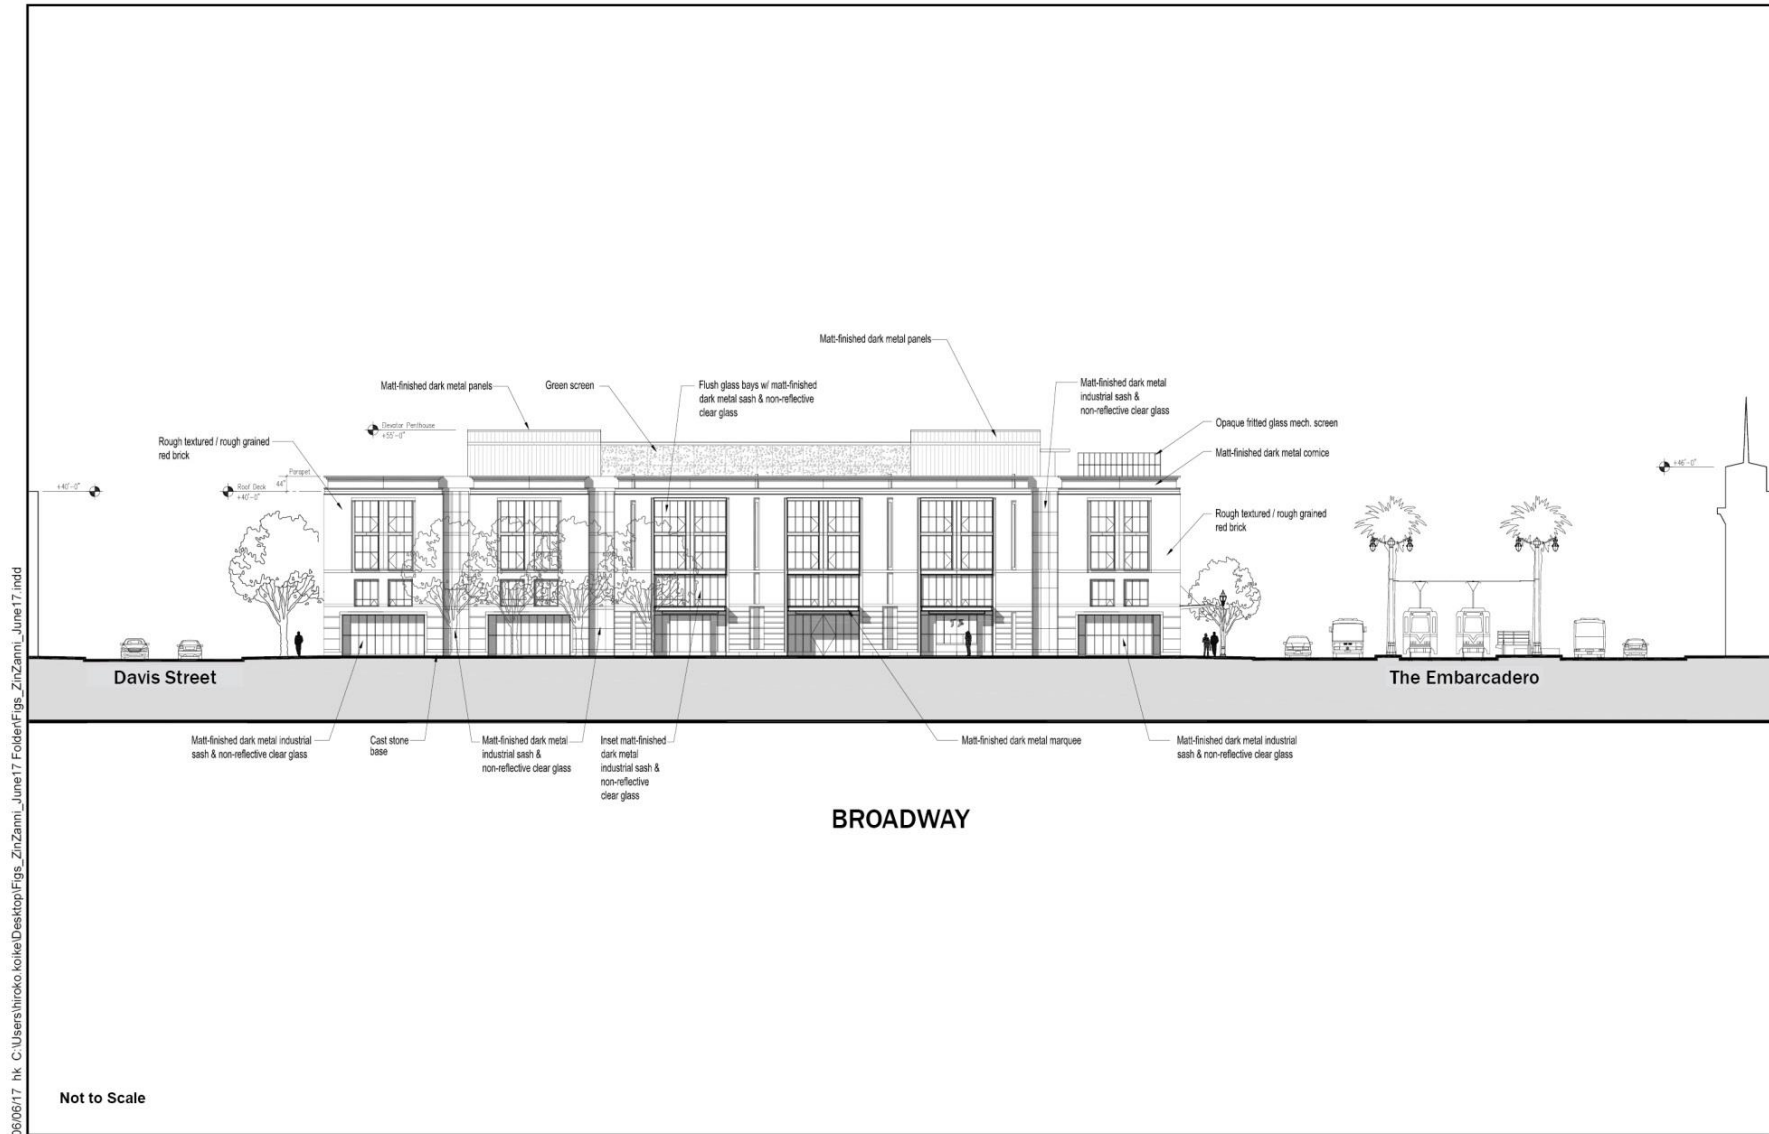 Matt-finished dark metal panels
Matt-finished dark metal panels
Green screen
Flush glass bays w/ matt-finished
dark metal sash & non-reflective
clear glass
Matt-finished dark metal
industrial sash &
non-reflective clear glass
Opaque fritted glass mech. screen
Matt-finished dark metal cornice
Elevator Penthouse
+55'-0"
Rough textured / rough grained
red brick
Parapet
44"
+40'-0"
Roof Deck
+40'-0"
+46'-0"
Rough textured / rough grained
red brick
Davis Street
The Embarcadero
Matt-finished dark metal industrial
sash & non-reflective clear glass
Cast stone
base
Matt-finished dark metal
industrial sash &
non-reflective clear glass
Inset matt-finished
dark metal
industrial sash &
non-reflective
clear glass
Matt-finished dark metal marquee
Matt-finished dark metal industrial
sash & non-reflective clear glass
BROADWAY
Not to Scale
06/06/17 hk C:\Users\hiroko.koike\Desktop\Figs_ZinZanni_June17 Folder\Figs_ZinZanni_June17.indd